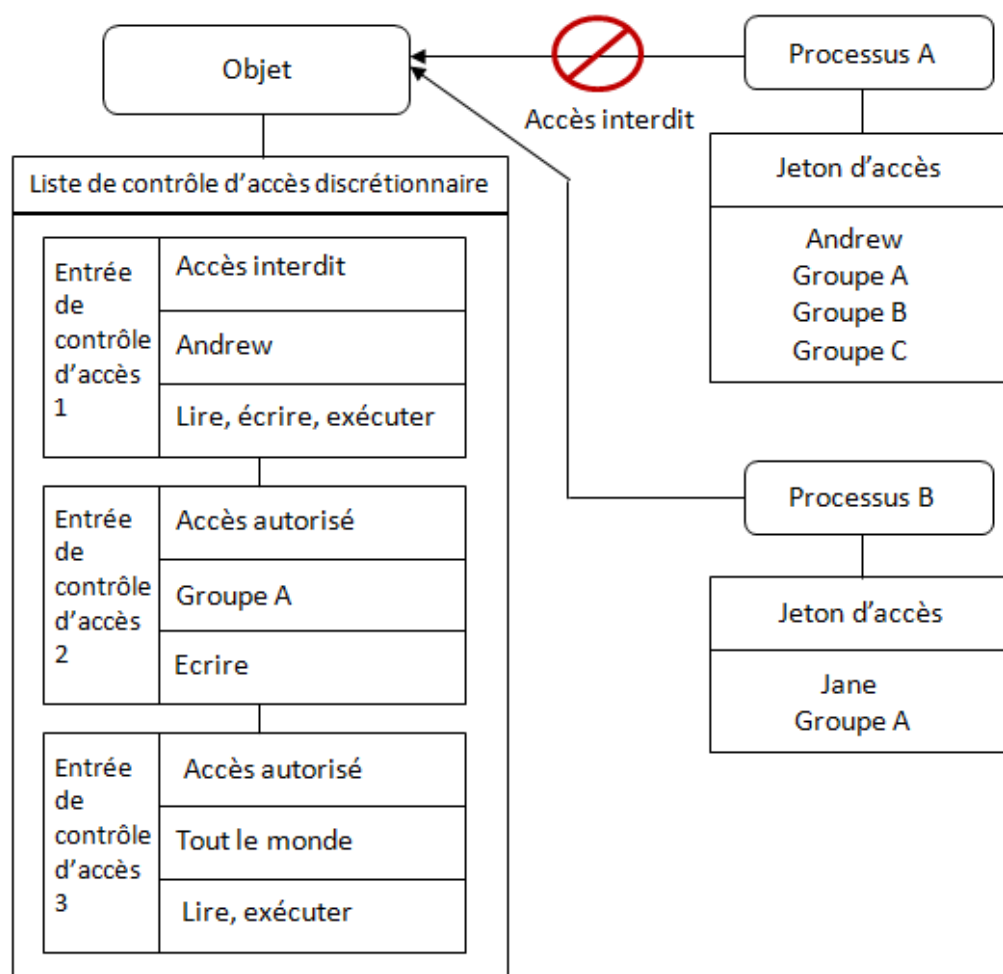 Objet
Accès interdit
Processus A
Jeton d'accès
Andrew
Groupe A
Groupe B
Groupe C
Liste de contrôle d'accès discrétionnaire
Entrée
de
contrôle
d'accès
1
Accès interdit
Andrew
Lire, écrire, exécuter
Entrée
de
contrôle
d'accès
2
Accès autorisé
Groupe A
Ecrire
Entrée
de
contrôle
d'accès
3
Accès autorisé
Tout le monde
Lire, exécuter
Processus B
Jeton d'accès
Jane
Groupe A